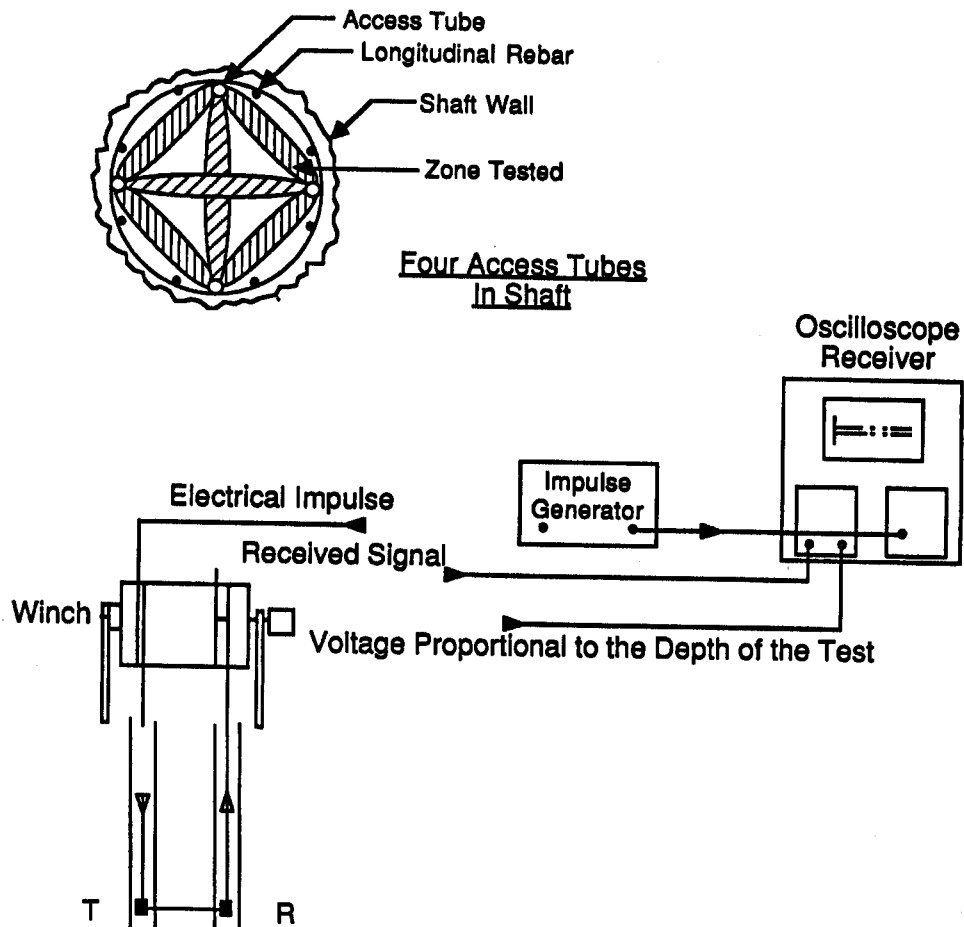 Access Tube
Longitudinal Rebar
Shaft Wall
Zone Tested
Four Access Tubes
In Shaft
Oscilloscope
Receiver
Impulse
Generator
Electrical Impulse
Received Signal
Winch
Voltage Proportional to the Depth of the Test
T
R